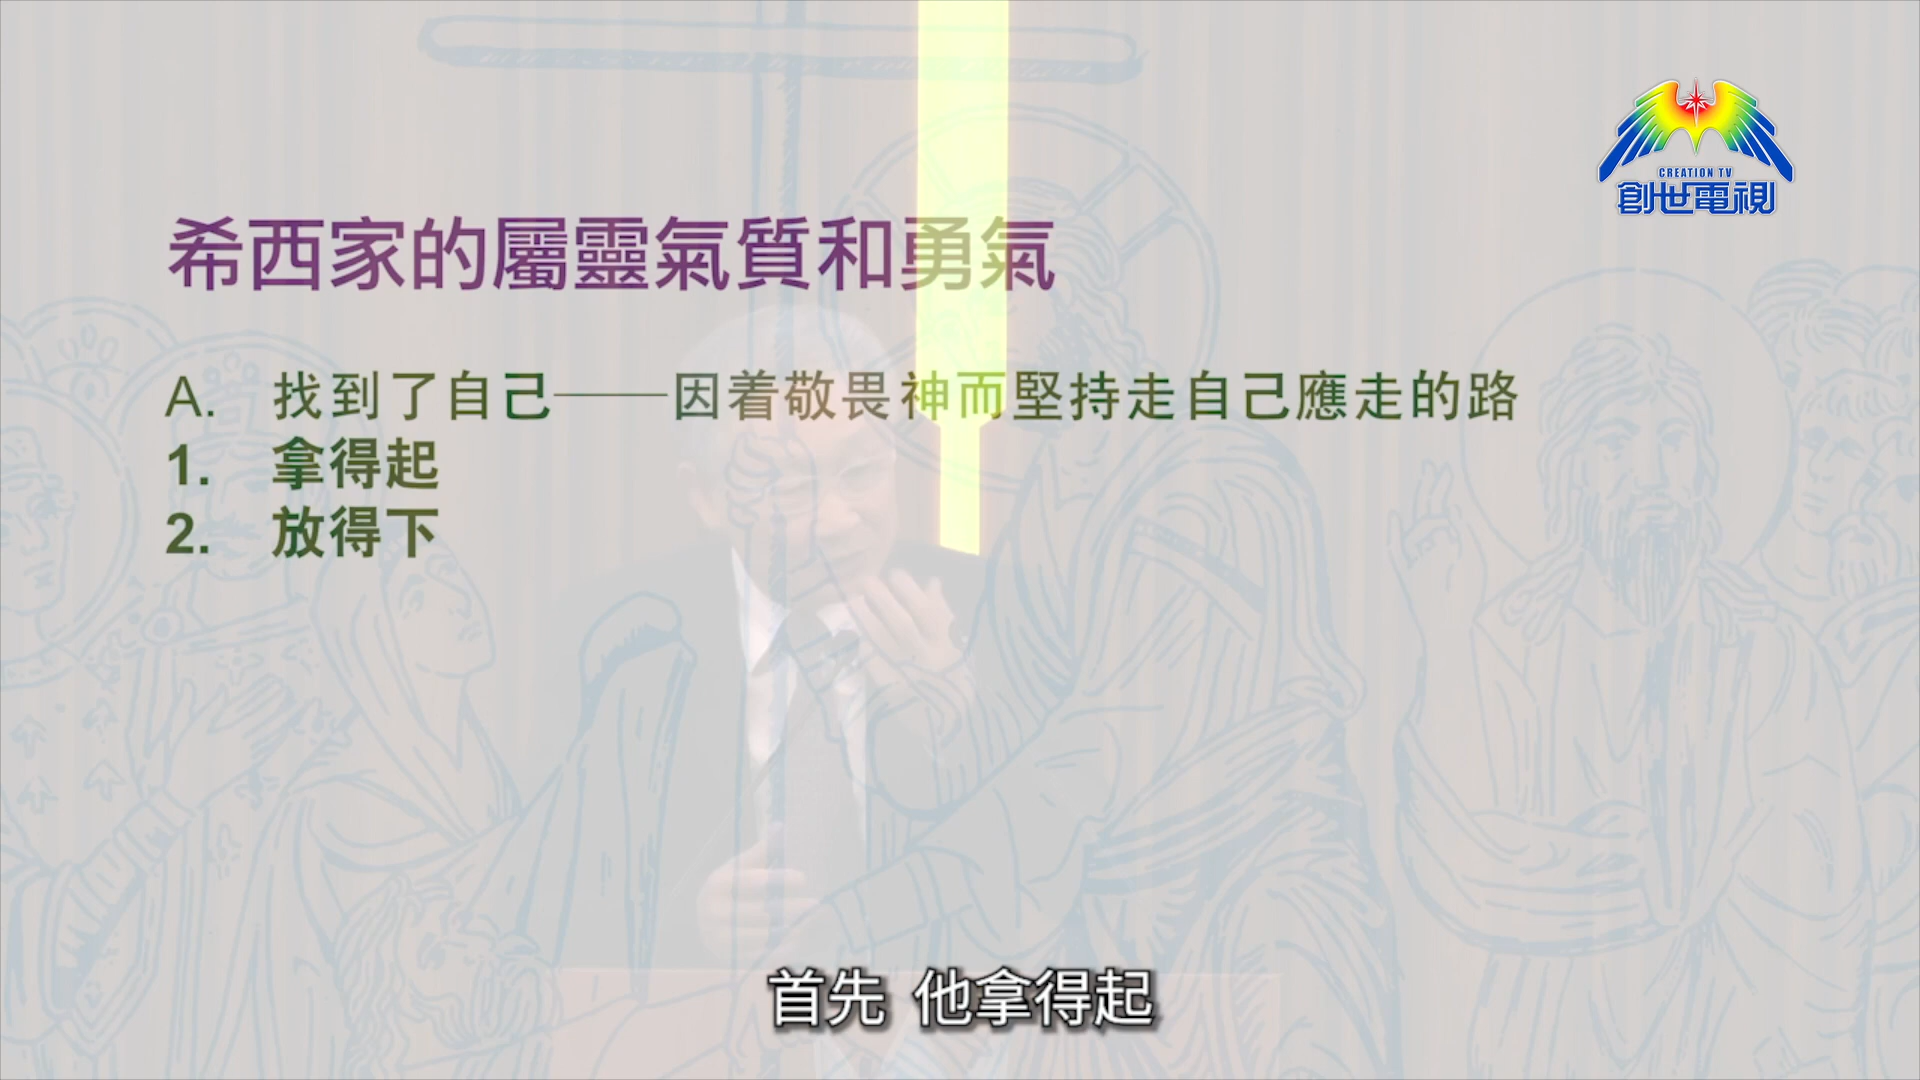 CREATION TV
創世電視
希西家的屬靈氣質和勇氣
A. 找到了自己——因着敬畏神而堅持走自己應走的路
1. 拿得起
2. 放得下
首先 他拿得起